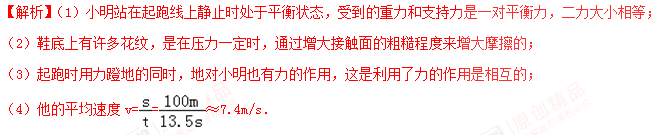 【解析】（1）小明站在起跑线上静止时处于平衡状态，受到的重力和支持力是一对平衡力，二力大小相等；
（2）鞋底上有许多花纹，是在压力一定时，通过增大接触面的粗糙程度来增大摩擦的；
（3）起跑时用力蹬地的同时，地对小明也有力的作用，这是利用了力的作用是相互的；
（4）他的平均速度 v=s/t=100m/13.5s≈7.4m/s．